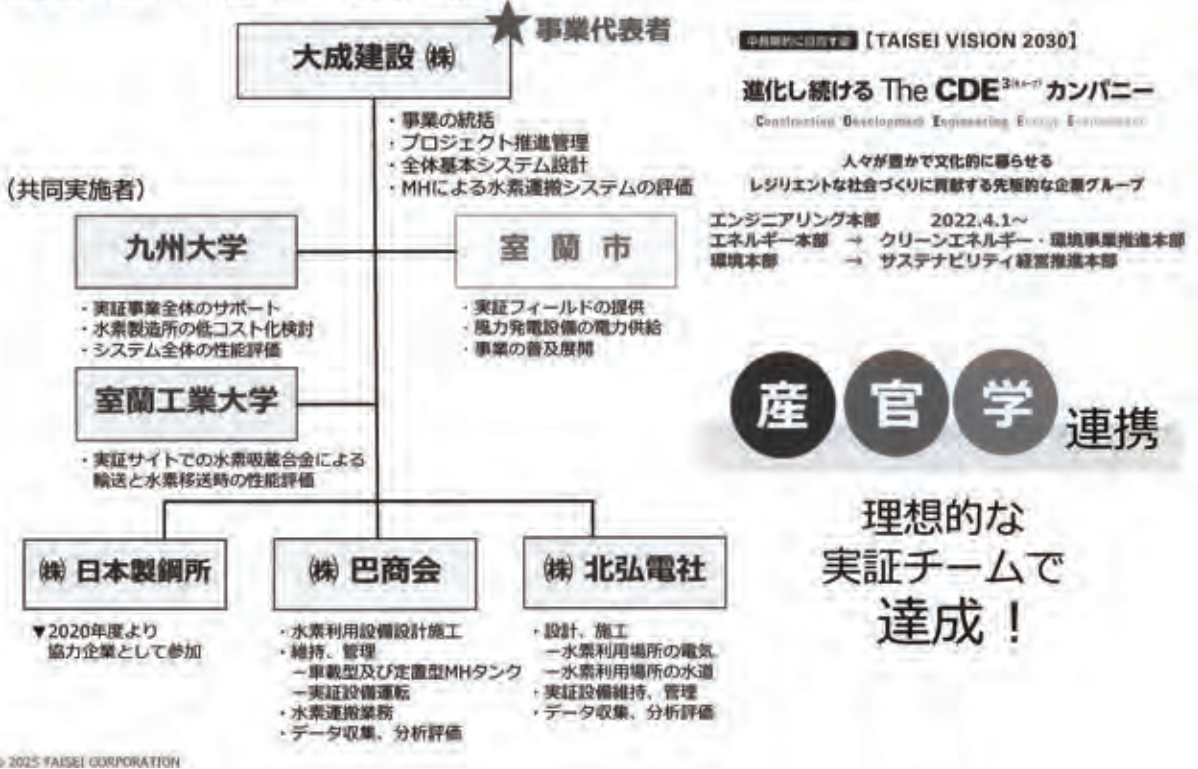 事業代表者
大成建設 ㈱
・事業の統括
・プロジェクト推進管理
・全体基本システム設計
・MHによる水素運搬システムの評価
（共同実施者）
九州大学
・実証事業全体のサポート
・水素製造所の低コスト化検討
・システム全体の性能評価
室蘭市
・実証フィールドの提供
・風力発電設備の電力供給
・事業の普及展開
室蘭工業大学
・実証サイトでの水素吸蔵合金による
輸送と水素移送時の性能評価
㈱ 日本製鋼所
▼2020年度より
協力企業として参加
㈱ 巴商会
・水素利用設備設計施工
・維持、管理
－車載型及び定置型MHタンク
－実証設備運転
・水素運搬業務
・データ収集、分析評価
㈱ 北弘電社
・設計、施工
－水素利用場所の電気
－水素利用場所の水道
・実証設備維持、管理
・データ収集、分析評価
中長期的に目指す姿 【TAISEI VISION 2030】
進化し続ける The CDE3 カンパニー
Construction Development Engineering Energy Environment
人々が豊かで文化的に暮らせる
レジリエントな社会づくりに貢献する先駆的な企業グループ
エンジニアリング本部 2022.4.1～
エネルギー本部 → クリーンエネルギー・環境事業推進本部
環境本部 → サステナビリティ経営推進本部
産 官 学 連携
理想的な
実証チームで
達成！
© 2025 TAISEI CORPORATION